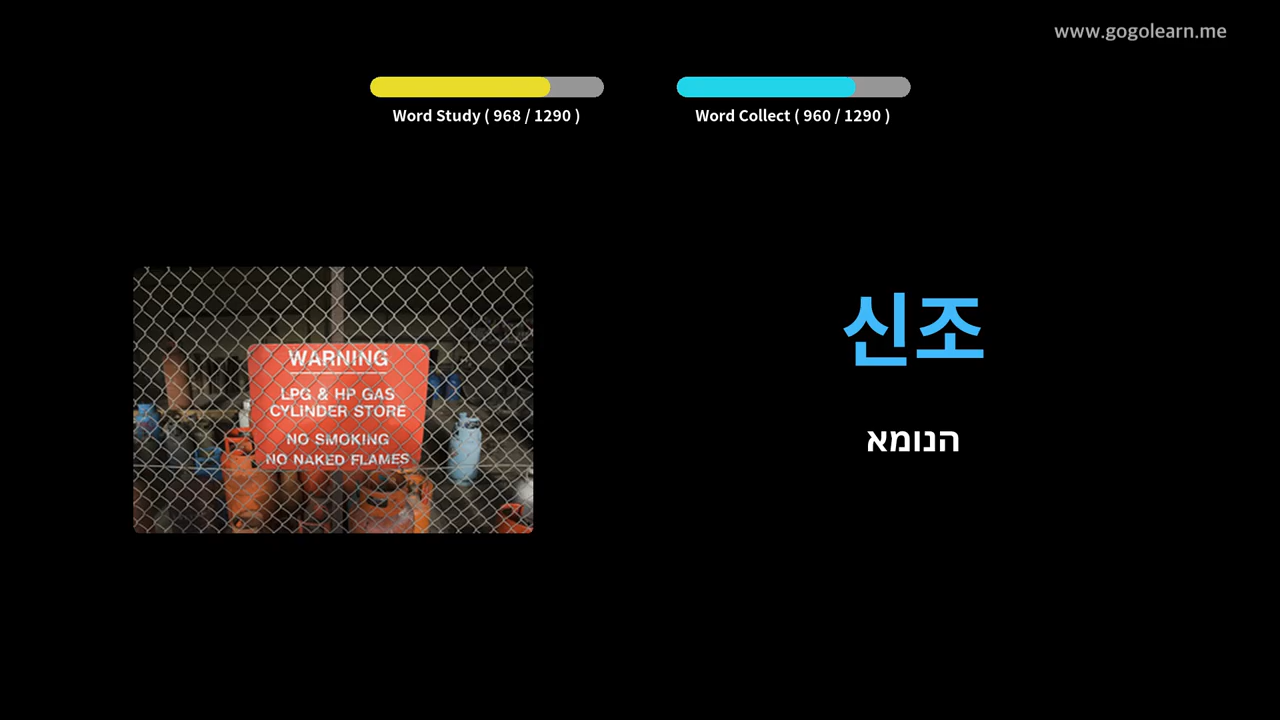 www.gogolearn.me
Word Study ( 968 / 1290 )
Word Collect ( 960 / 1290 )
WARNING
LPG & HP GAS
CYLINDER STORE
NO SMOKING
NO NAKED FLAMES
신조
הנומא